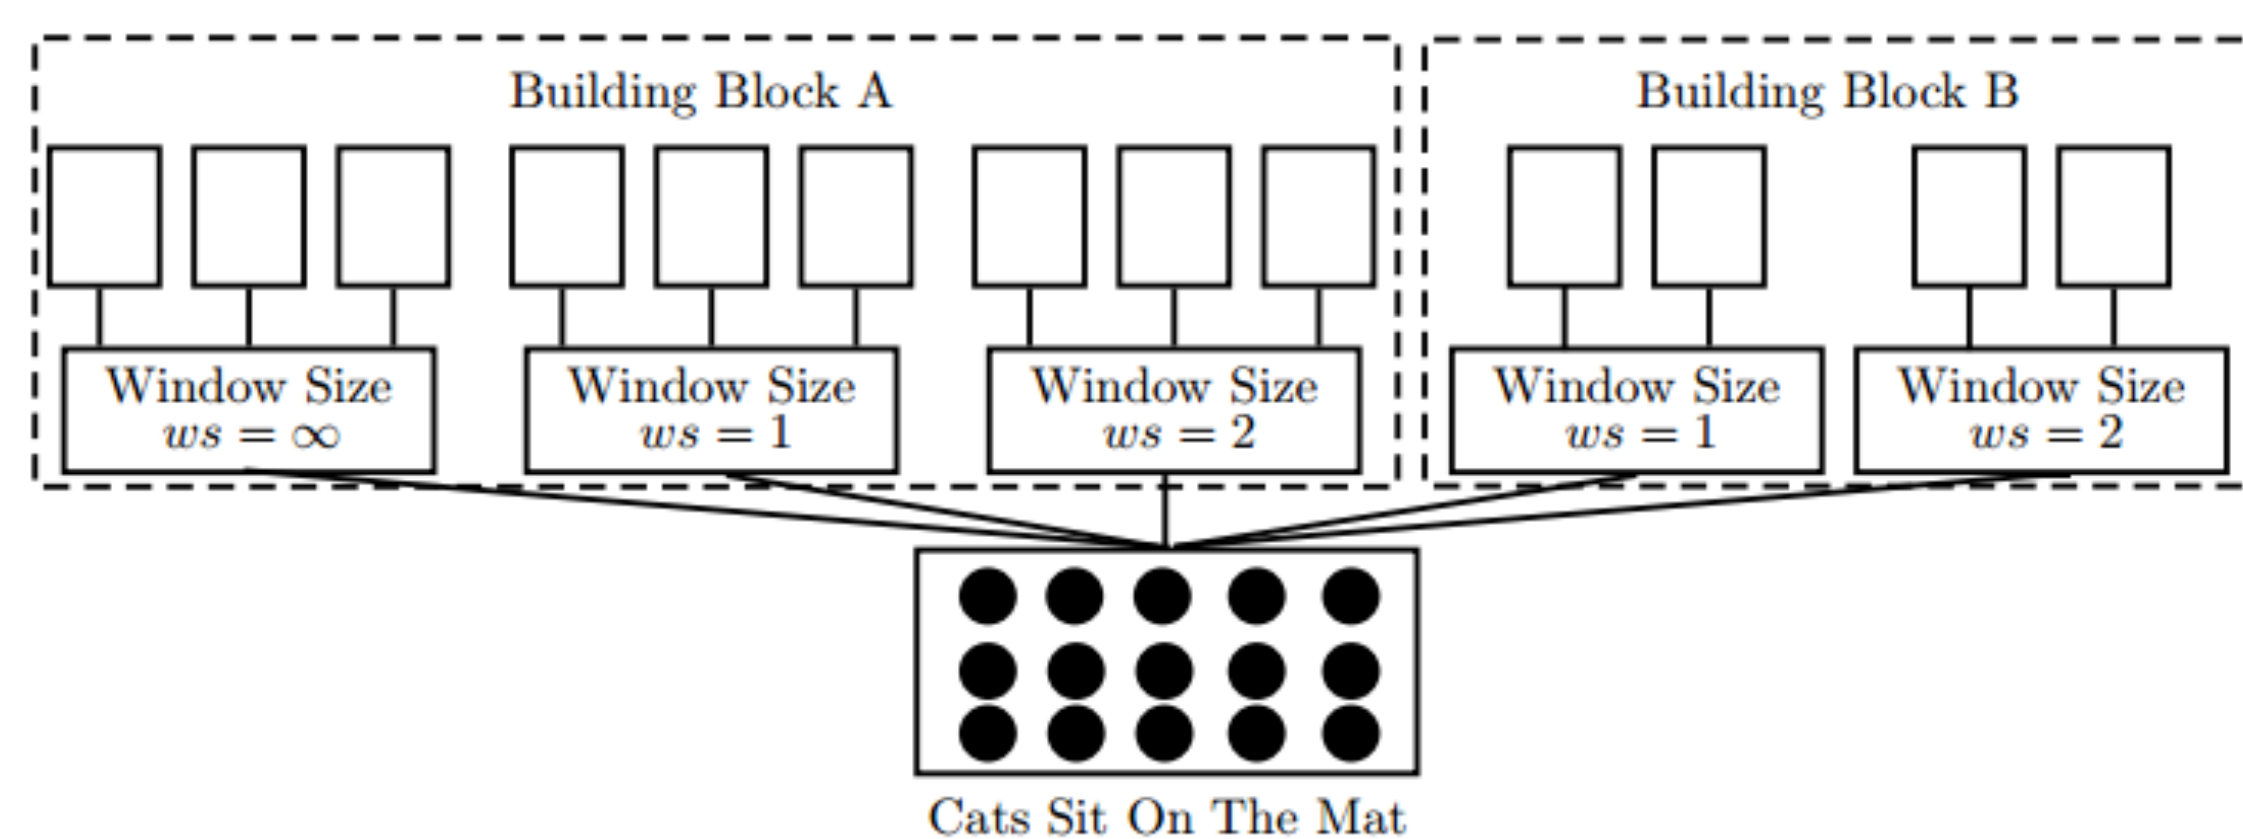 Building Block A
Building Block B
Window Size
ws = ∞
Window Size
ws = 1
Window Size
ws = 2
Window Size
ws = 1
Window Size
ws = 2
Cats Sit On The Mat